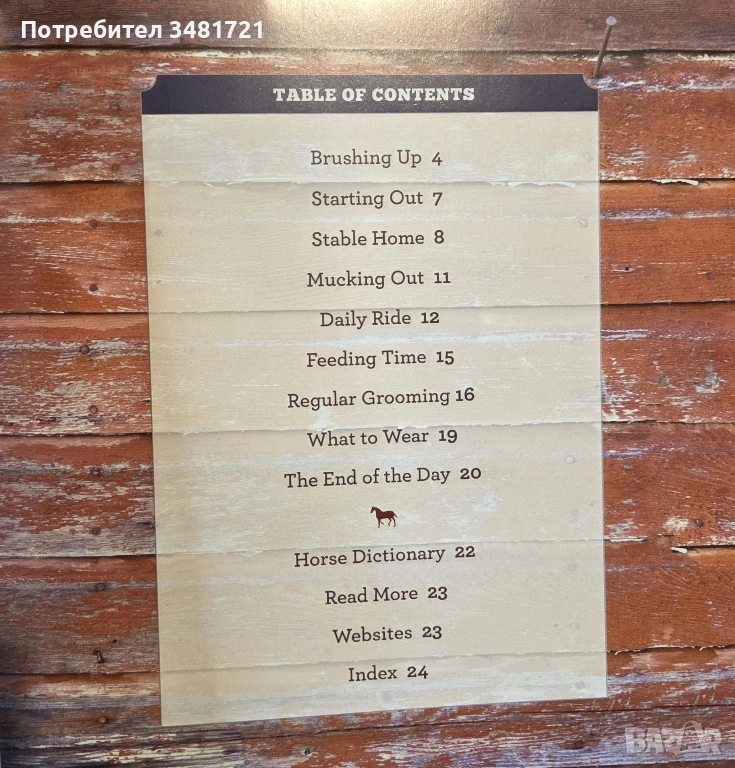 Потребител 3481721
TABLE OF CONTENTS
Brushing Up 4
Starting Out 7
Stable Home 8
Mucking Out 11
Daily Ride 12
Feeding Time 15
Regular Grooming 16
What to Wear 19
The End of the Day 20
Horse Dictionary 22
Read More 23
Websites 23
Index 24
BAZAR